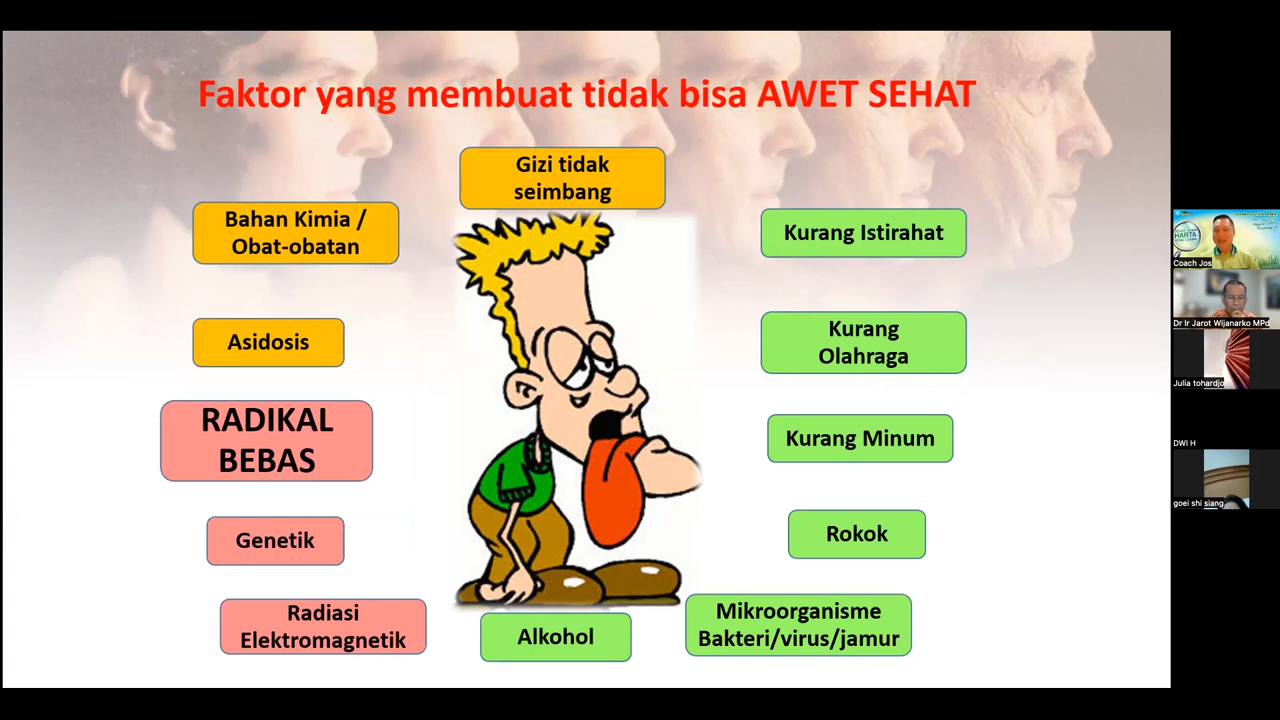 Faktor yang membuat tidak bisa AWET SEHAT
Gizi tidak
seimbang
Bahan Kimia /
Obat-obatan
Kurang Istirahat
Asidosis
Kurang
Olahraga
RADIKAL
BEBAS
Kurang Minum
Genetik
Rokok
Radiasi
Elektromagnetik
Alkohol
Mikroorganisme
Bakteri/virus/jamur
HARTA
Coach Jos
Dr Ir Jarot Wijanarko MPd
Julia tohardjo
DWI H
goei shi siang